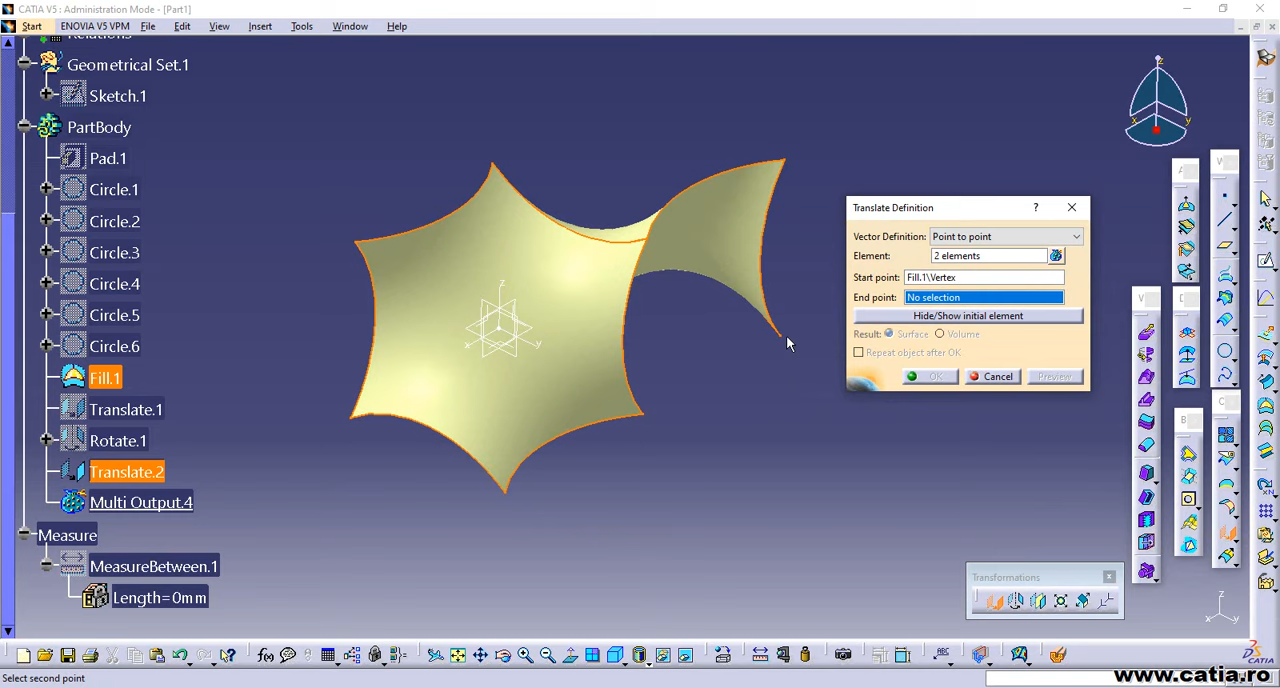 CATIA V5 : Administration Mode - [Part1]
Start ENOVIA V5 VPM File Edit View Insert Tools Window Help
Relations
Geometrical Set.1
Sketch.1
PartBody
Pad.1
Circle.1
Circle.2
Circle.3
Circle.4
Circle.5
Circle.6
Fill.1
Translate.1
Rotate.1
Translate.2
Multi Output.4
Measure
MeasureBetween.1
Length=0mm
z
x y
z
x y
Translate Definition ?
Vector Definition: Point to point
Element: 2 elements
Start point: Fill.1\Vertex
End point: No selection
Hide/Show initial element
Result: Surface Volume
Repeat object after OK
OK Cancel Preview
Transformations
z
x y
f(x)
CATIA
www.catia.ro
Select second point